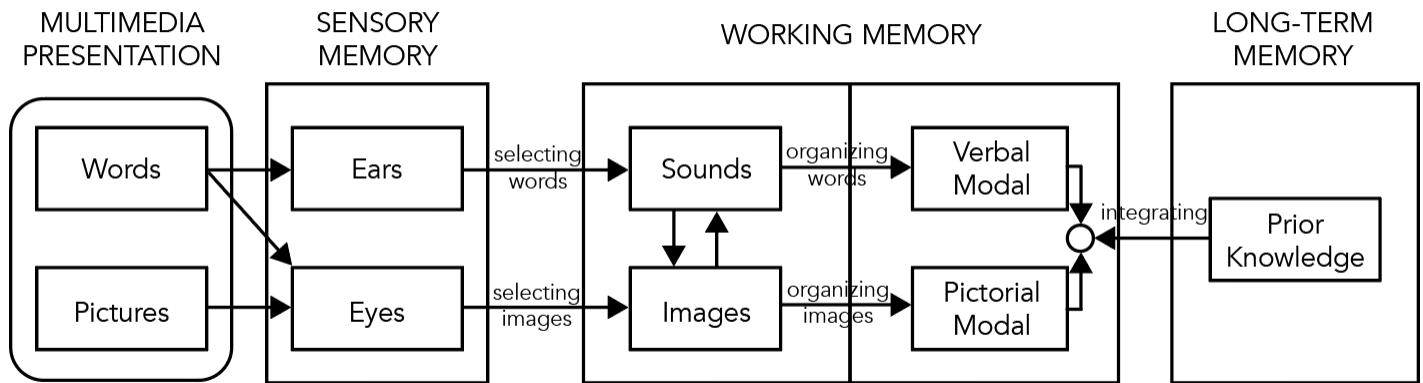 MULTIMEDIA
PRESENTATION
SENSORY
MEMORY
WORKING MEMORY
LONG-TERM
MEMORY
Words
Ears
selecting
words
Sounds
organizing
words
Verbal
Modal
integrating
Prior
Knowledge
Pictures
Eyes
selecting
images
Images
organizing
images
Pictorial
Modal